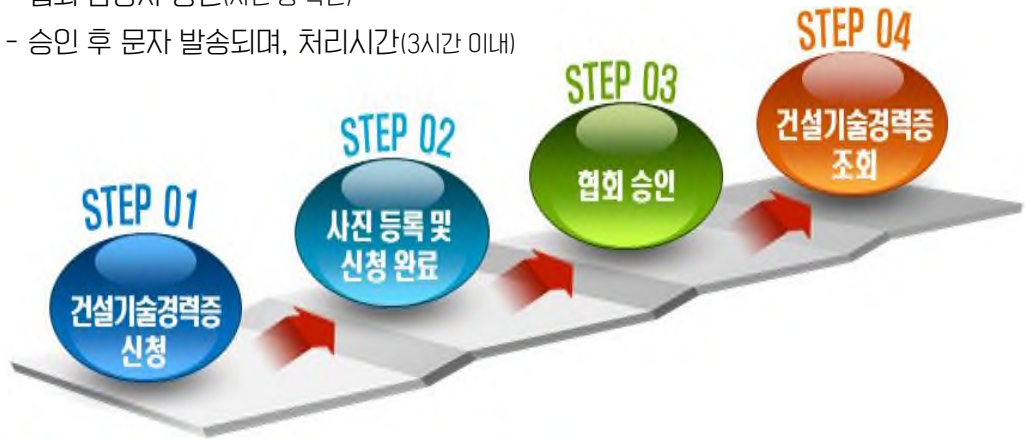 - 승인 후 문자 발송되며, 처리시간(3시간 이내)
STEP 01
건설기술경력증
신청
STEP 02
사진 등록 및
신청 완료
STEP 03
협회 승인
STEP 04
건설기술경력증
조회